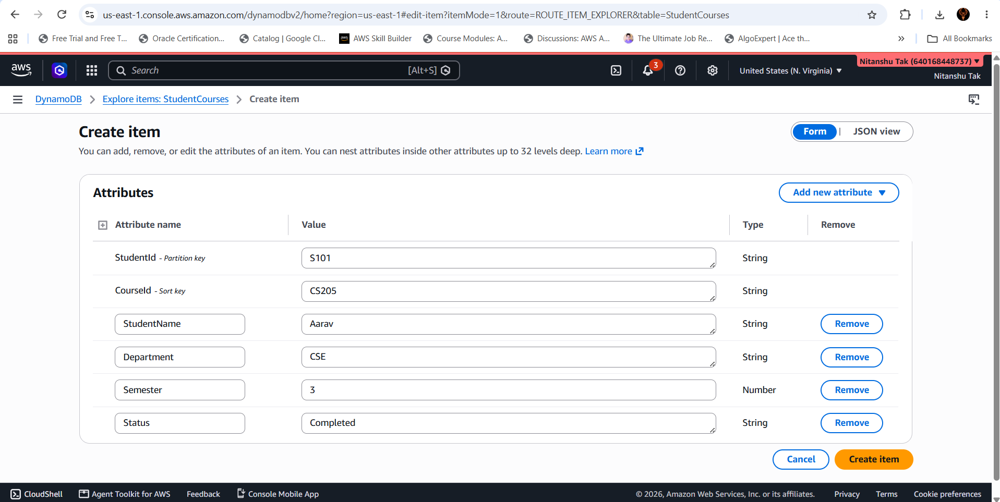 us-east-1.console.aws.amazon.com/dynamodbv2/home?region=us-east-1#edit-item?itemMode=1&route=ROUTE_ITEM_EXPLORER&table=StudentCourses
Free Trial and Free T... Oracle Certification... Catalog | Google Cl... aws AWS Skill Builder Course Modules: A... Discussions: AWS A... The Ultimate Job Re... AlgoExpert | Ace th... » All Bookmarks
aws Search [Alt+S] 3 United States (N. Virginia) ▼ Nitanshu Tak (640168448737) ▼
Nitanshu Tak
DynamoDB > Explore items: StudentCourses > Create item
Create item Form | JSON view
You can add, remove, or edit the attributes of an item. You can nest attributes inside other attributes up to 32 levels deep. Learn more
Attributes Add new attribute ▼
Attribute name Value Type Remove
StudentId - Partition key S101 String
CourseId - Sort key CS205 String
StudentName Aarav String Remove
Department CSE String Remove
Semester 3 Number Remove
Status Completed String Remove
Cancel Create item
CloudShell Agent Toolkit for AWS Feedback Console Mobile App © 2026, Amazon Web Services, Inc. or its affiliates. Privacy Terms Cookie preferences